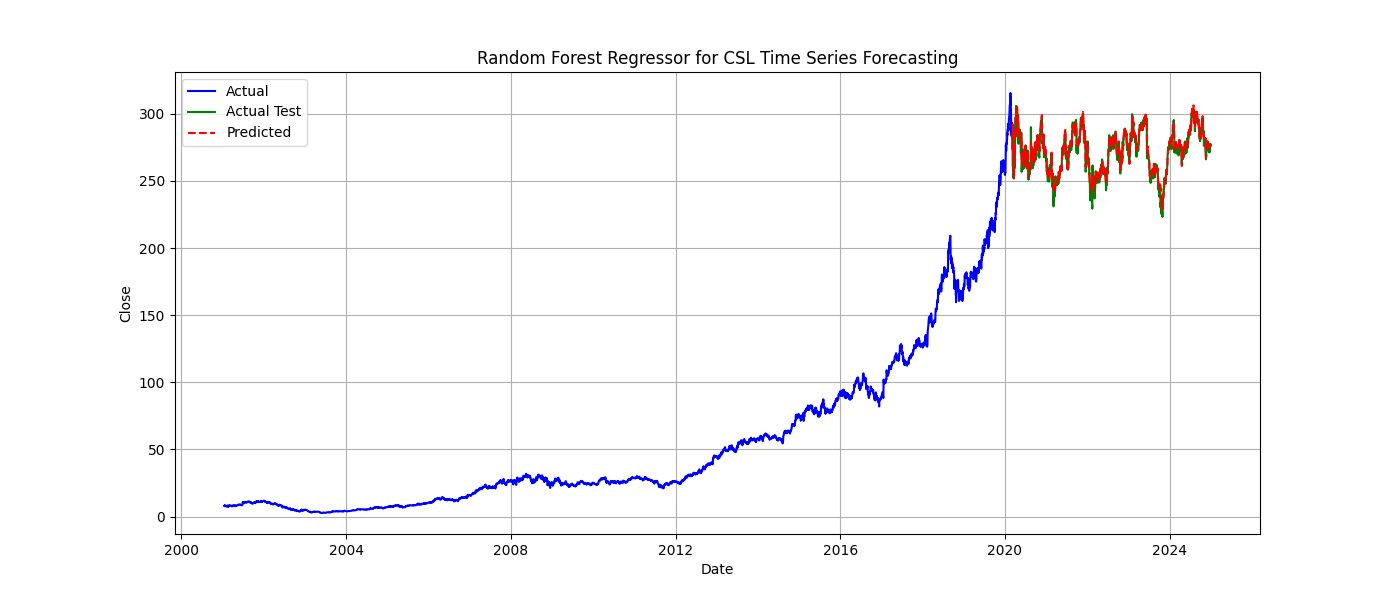 Random Forest Regressor for CSL Time Series Forecasting
Actual
Actual Test
Predicted
300
250
200
150
100
50
0
Close
2000 2004 2008 2012 2016 2020 2024
Date